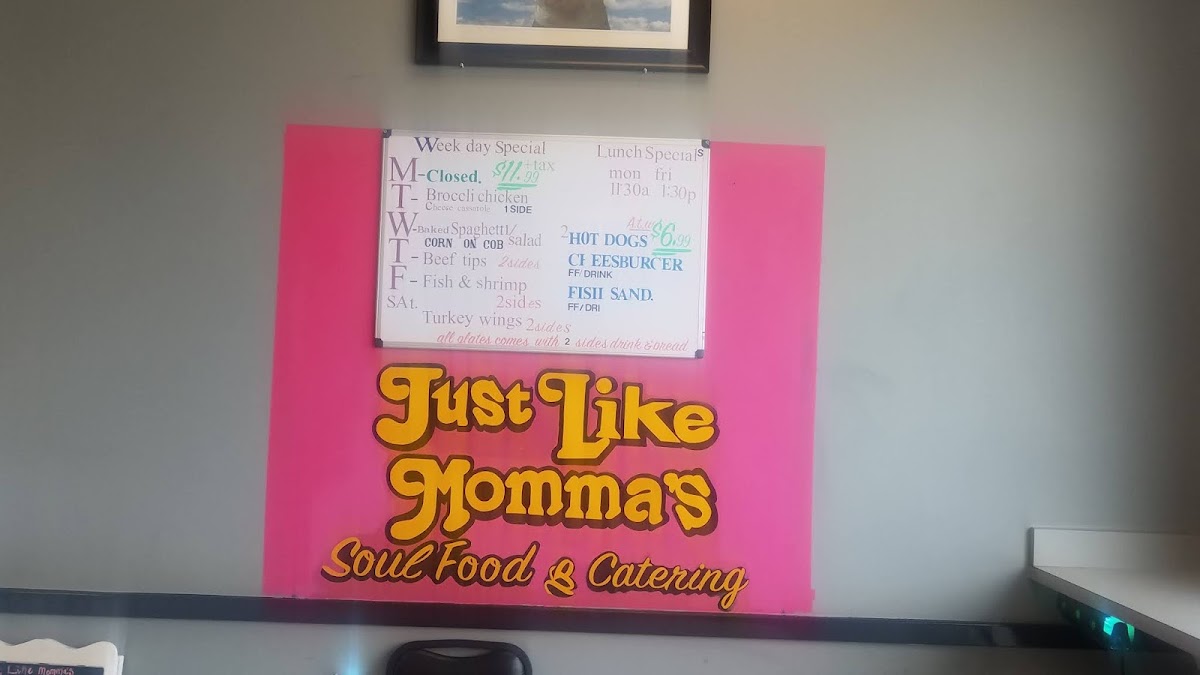 Week day Special
$11.99 +tax
M-Closed.
T- Broccli chicken
Cheese casserole 1 SIDE
W-Baked Spaghetti/
CORN ON COB salad
T- Beef tips 2sides
F- Fish & shrimp
2sides
SAt.
Turkey wings 2sides
all plates comes with 2 sides drink & bread
Lunch Specials
mon fri
11'30a 1:30p
$6.99
2 HOT DOGS
CHEESBURGER
FF/DRINK
FISH SAND.
FF/DRI
Just Like
Momma's
Soul Food & Catering
Like Momma's